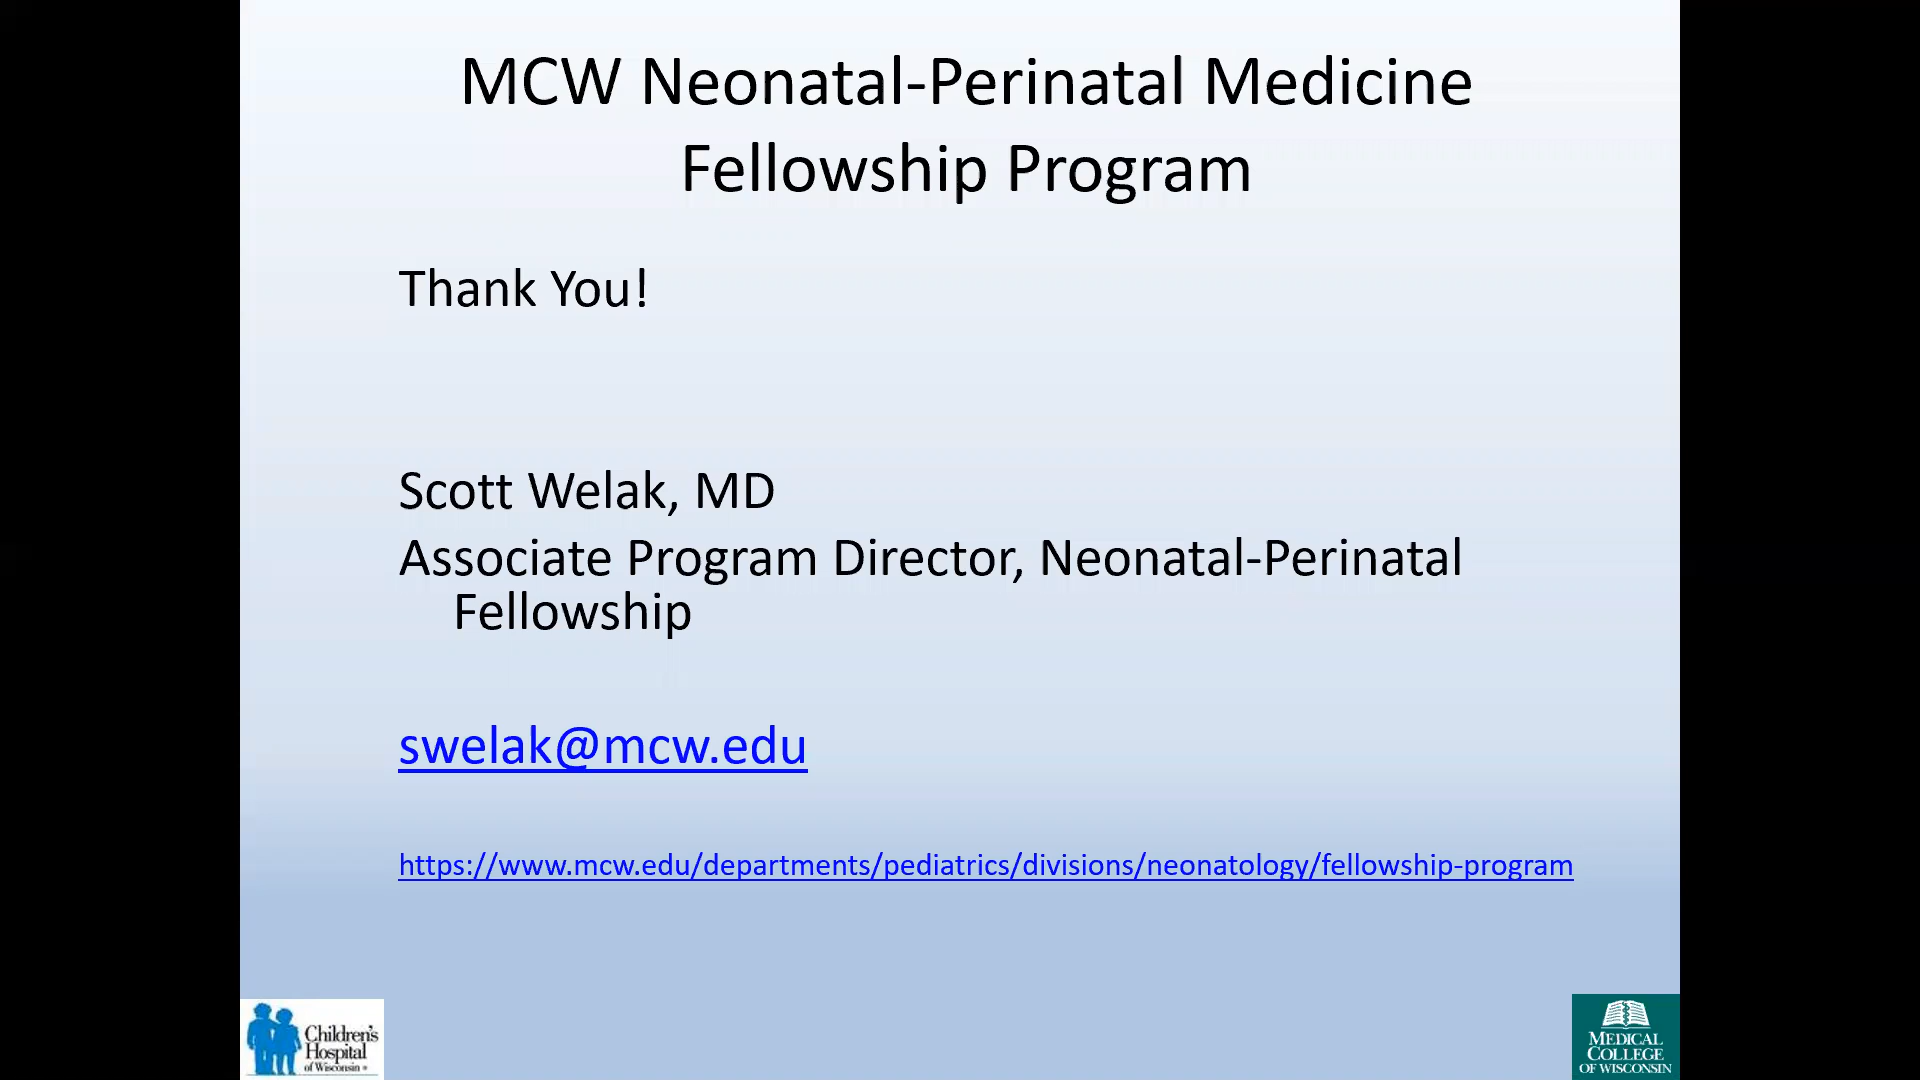 MCW Neonatal-Perinatal Medicine
Fellowship Program
Thank You!
Scott Welak, MD
Associate Program Director, Neonatal-Perinatal
Fellowship
swelak@mcw.edu
https://www.mcw.edu/departments/pediatrics/divisions/neonatology/fellowship-program
Children's
Hospital
of Wisconsin®
MEDICAL
COLLEGE
OF WISCONSIN